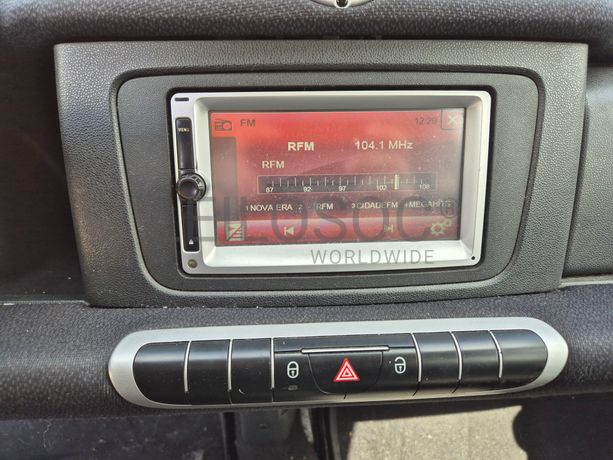 FM 12:20
MENU
RFM 104.1 MHz
RFM
87 92 97 102 108
1 NOVA ERA 2 - RFM 3 CIDADEFM 4 MEGAHITS
WORLDWIDE